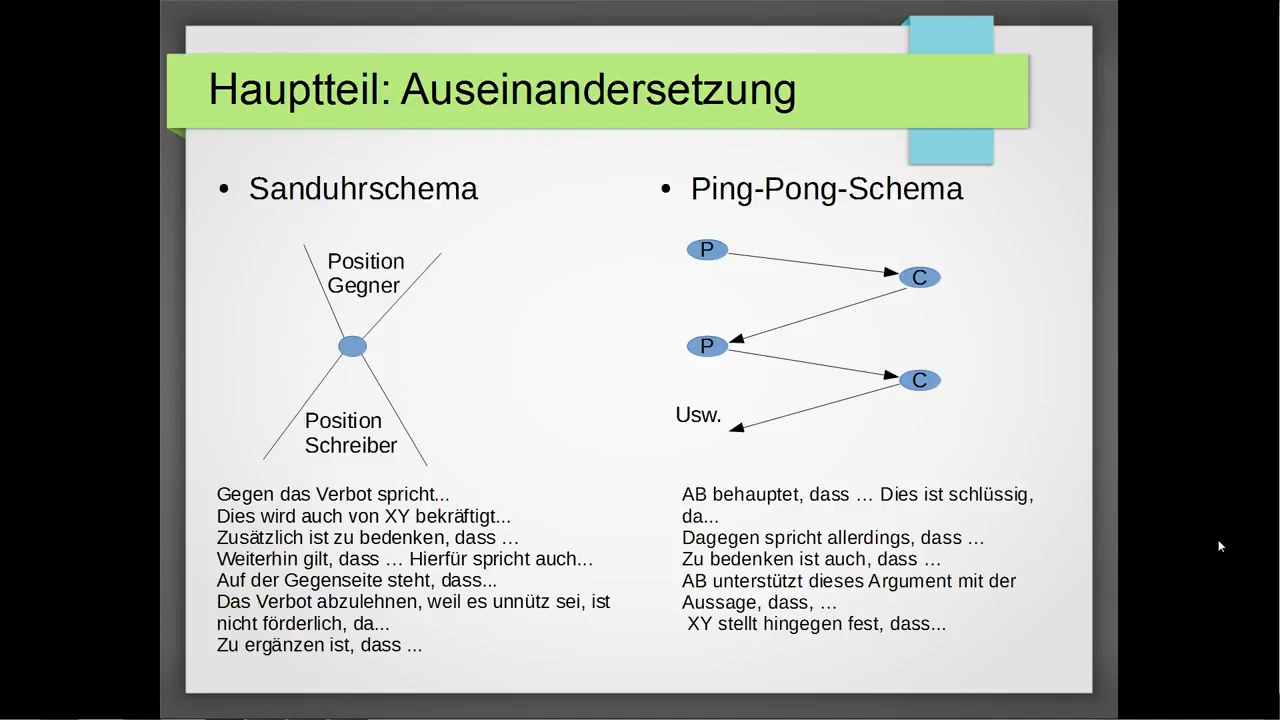 Hauptteil: Auseinandersetzung
• Sanduhrschema
Position
Gegner
Position
Schreiber
Gegen das Verbot spricht...
Dies wird auch von XY bekräftigt...
Zusätzlich ist zu bedenken, dass …
Weiterhin gilt, dass … Hierfür spricht auch...
Auf der Gegenseite steht, dass...
Das Verbot abzulehnen, weil es unnütz sei, ist
nicht förderlich, da...
Zu ergänzen ist, dass ...
• Ping-Pong-Schema
P
C
P
C
Usw.
AB behauptet, dass … Dies ist schlüssig,
da...
Dagegen spricht allerdings, dass …
Zu bedenken ist auch, dass …
AB unterstützt dieses Argument mit der
Aussage, dass, …
XY stellt hingegen fest, dass...